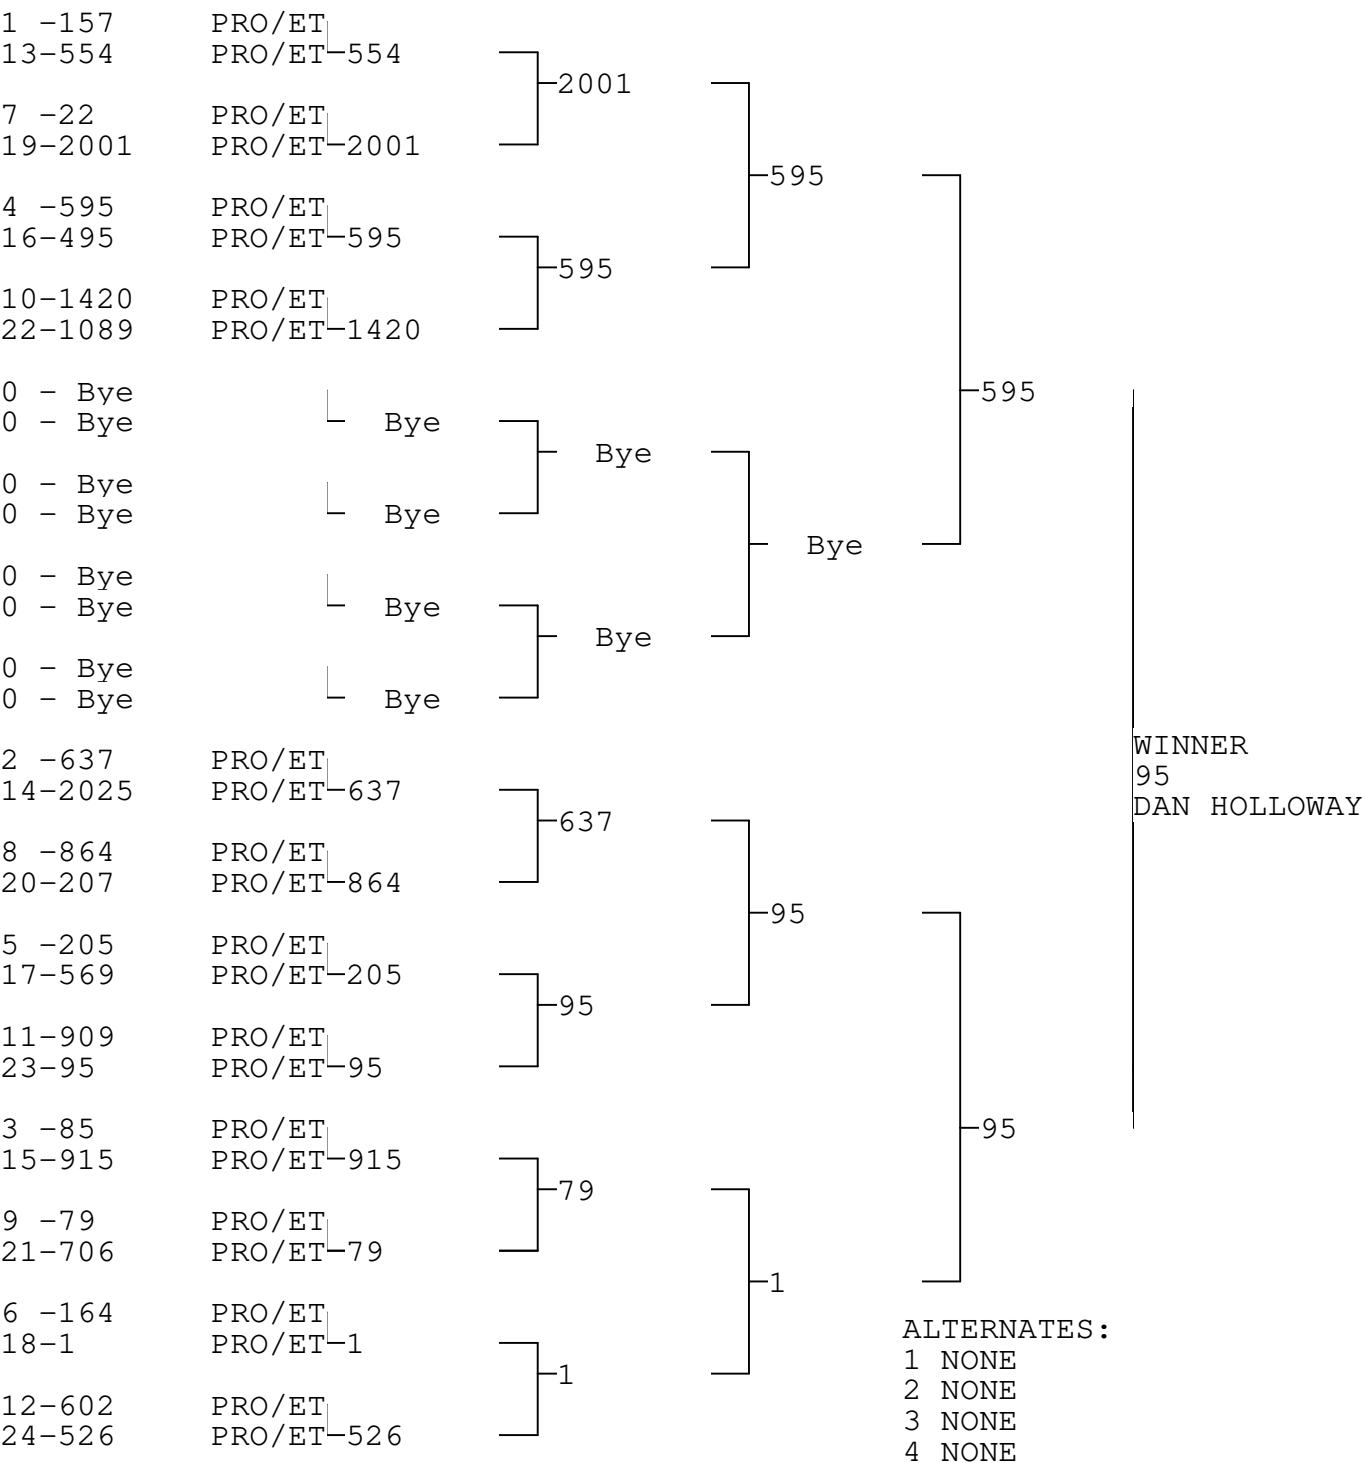 1 -157 PRO/ET
13-554 PRO/ET 554
2001
7 -22 PRO/ET
19-2001 PRO/ET 2001
595
4 -595 PRO/ET
16-495 PRO/ET 595
595
10-1420 PRO/ET
22-1089 PRO/ET 1420
0 - Bye 595
0 - Bye Bye
Bye
0 - Bye
0 - Bye Bye
Bye
0 - Bye
0 - Bye Bye
Bye
0 - Bye
0 - Bye Bye
WINNER
2 -637 PRO/ET
95
14-2025 PRO/ET 637
DAN HOLLOWAY
637
8 -864 PRO/ET
20-207 PRO/ET 864
95
5 -205 PRO/ET
17-569 PRO/ET 205
95
11-909 PRO/ET
23-95 PRO/ET 95
3 -85 PRO/ET 95
15-915 PRO/ET 915
79
9 -79 PRO/ET
21-706 PRO/ET 79
1
6 -164 PRO/ET
18-1 PRO/ET 1
1
12-602 PRO/ET
24-526 PRO/ET 526
ALTERNATES:
1 NONE
2 NONE
3 NONE
4 NONE